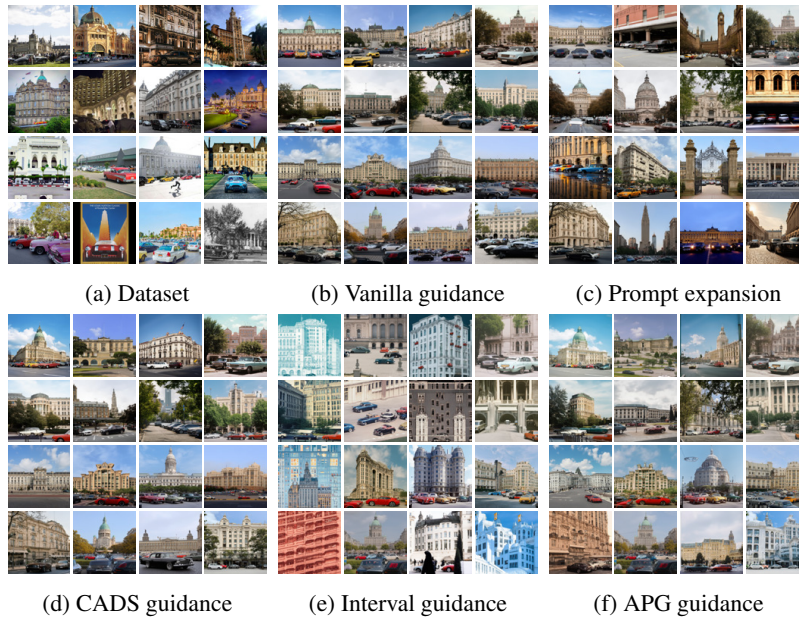 (a) Dataset
(b) Vanilla guidance
(c) Prompt expansion
(d) CADS guidance
(e) Interval guidance
(f) APG guidance